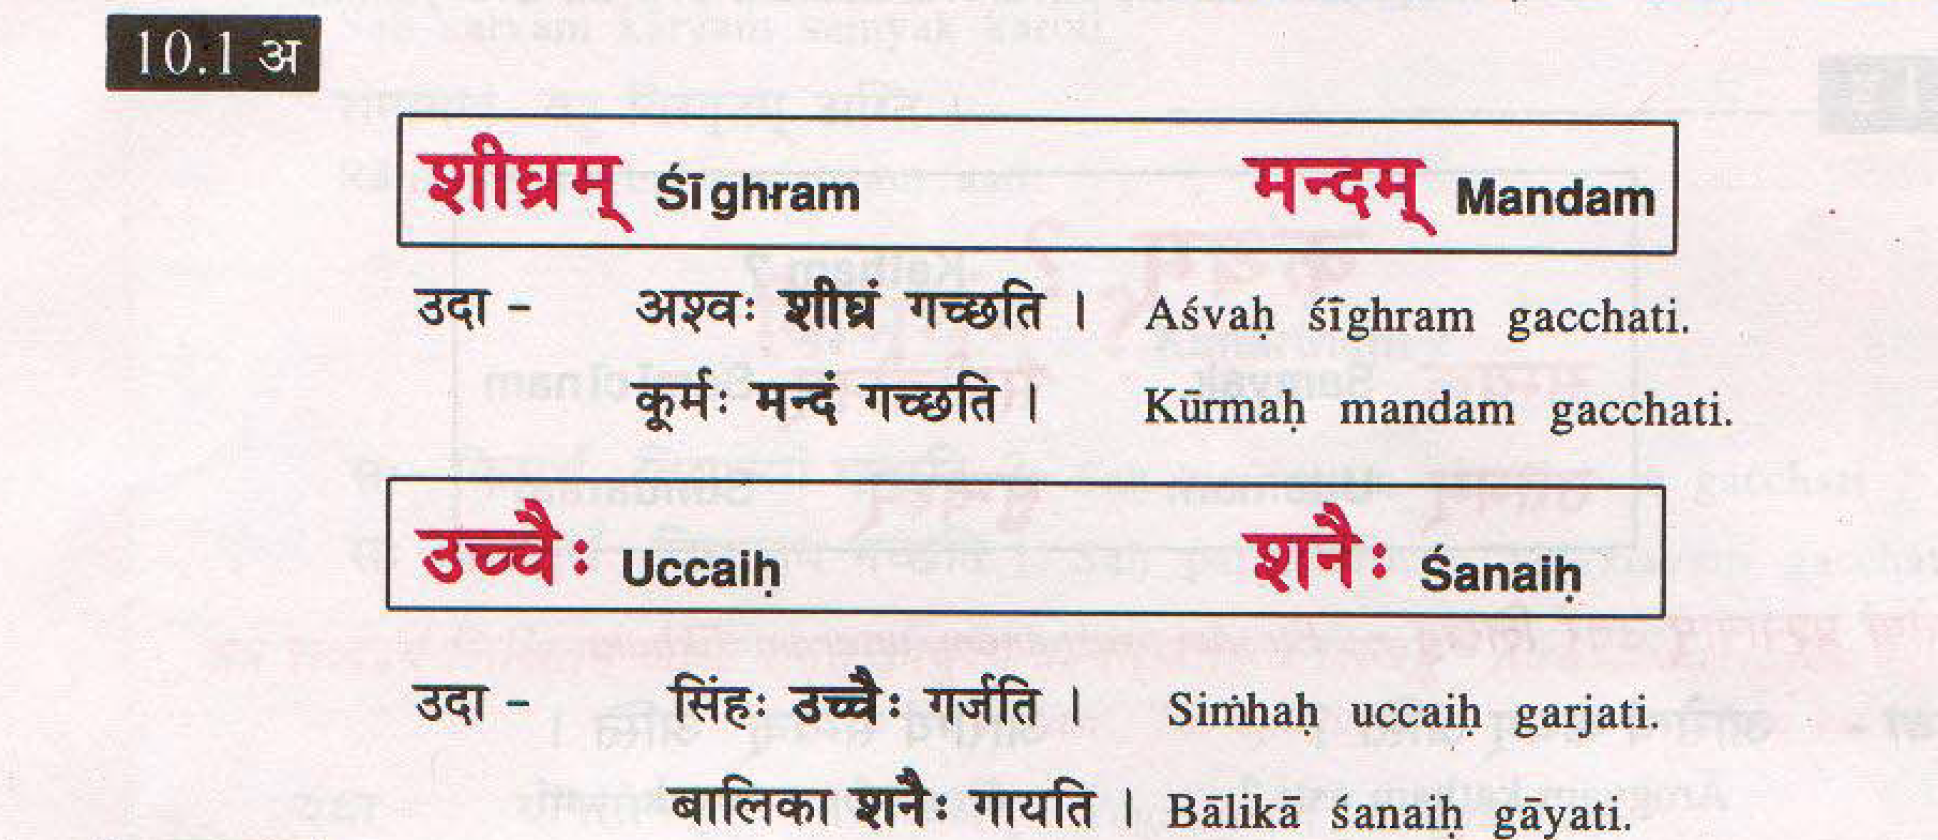 10.1 अ
शीघ्रम् Śīghram मन्दम् Mandam
उदा - अश्वः शीघ्रं गच्छति । Aśvaḥ śīghram gacchati.
कूर्मः मन्दं गच्छति । Kūrmaḥ mandam gacchati.
उच्चैः Uccaiḥ शनैः Śanaiḥ
उदा - सिंहः उच्चैः गर्जति । Siṁhaḥ uccaiḥ garjati.
बालिका शनैः गायति । Bālikā śanaiḥ gāyati.